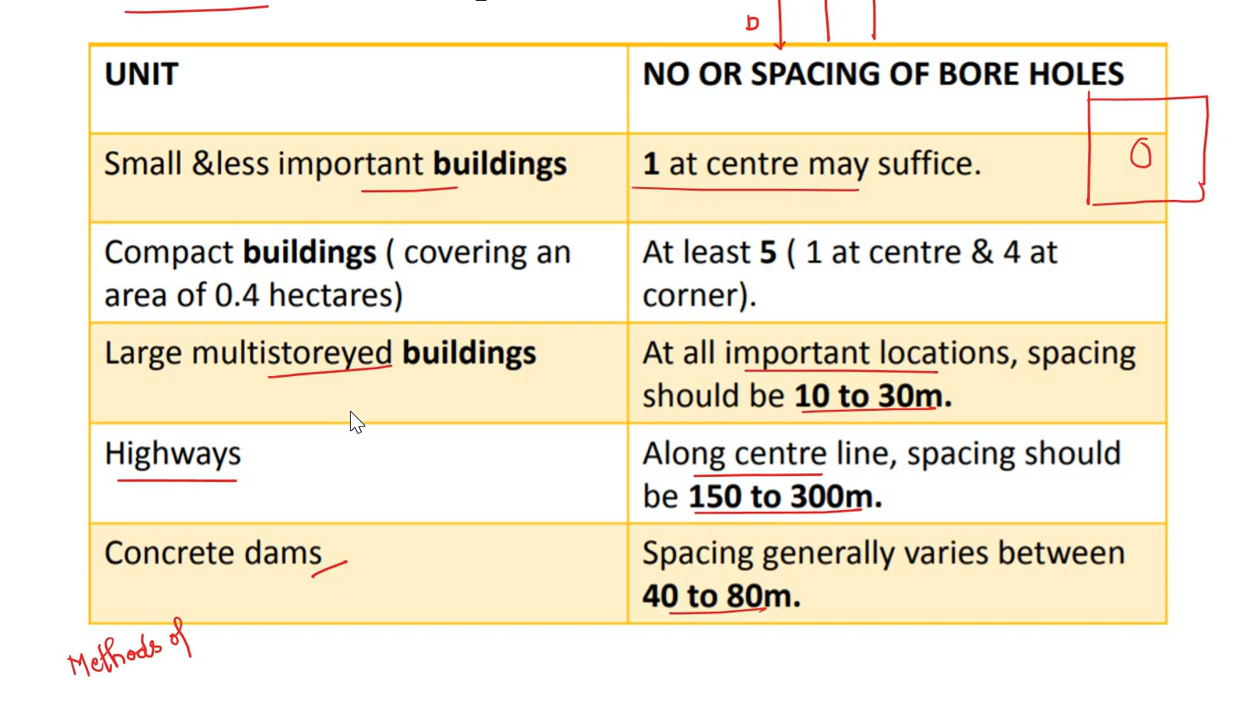 D
UNIT
NO OR SPACING OF BORE HOLES
Small &less important buildings
1 at centre may suffice.
Compact buildings ( covering an
area of 0.4 hectares)
At least 5 ( 1 at centre & 4 at
corner).
Large multistoreyed buildings
At all important locations, spacing
should be 10 to 30m.
Highways
Along centre line, spacing should
be 150 to 300m.
Concrete dams
Spacing generally varies between
40 to 80m.
Methods of